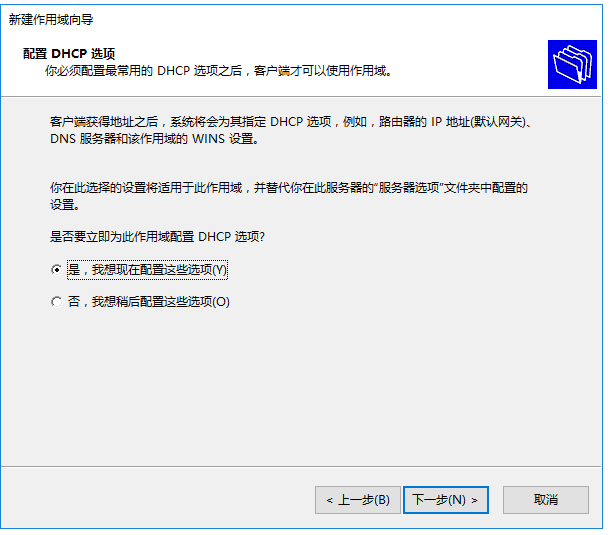 新建作用域向导
配置 DHCP 选项
你必须配置最常用的 DHCP 选项之后，客户端才可以使用作用域。
客户端获得地址之后，系统将会为其指定 DHCP 选项，例如，路由器的 IP 地址(默认网关)、
DNS 服务器和该作用域的 WINS 设置。
你在此选择的设置将适用于此作用域，并替代你在此服务器的“服务器选项”文件夹中配置的
设置。
是否要立即为此作用域配置 DHCP 选项?
是，我想现在配置这些选项(Y)
否，我想稍后配置这些选项(O)
< 上一步(B)
下一步(N) >
取消